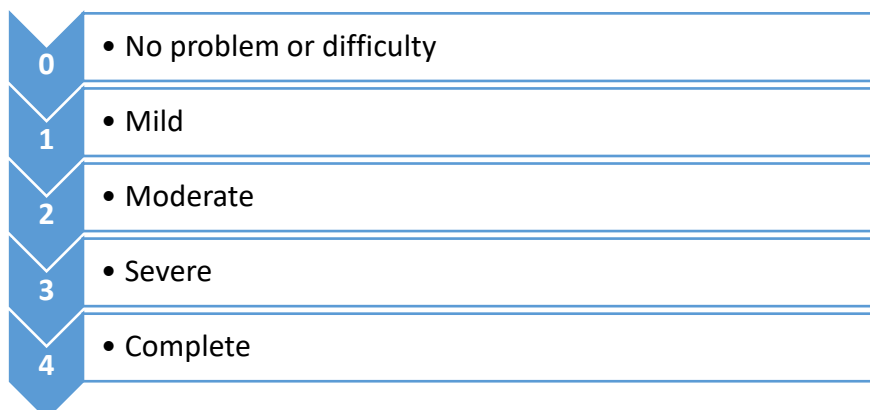 0 • No problem or difficulty
1 • Mild
2 • Moderate
3 • Severe
4 • Complete